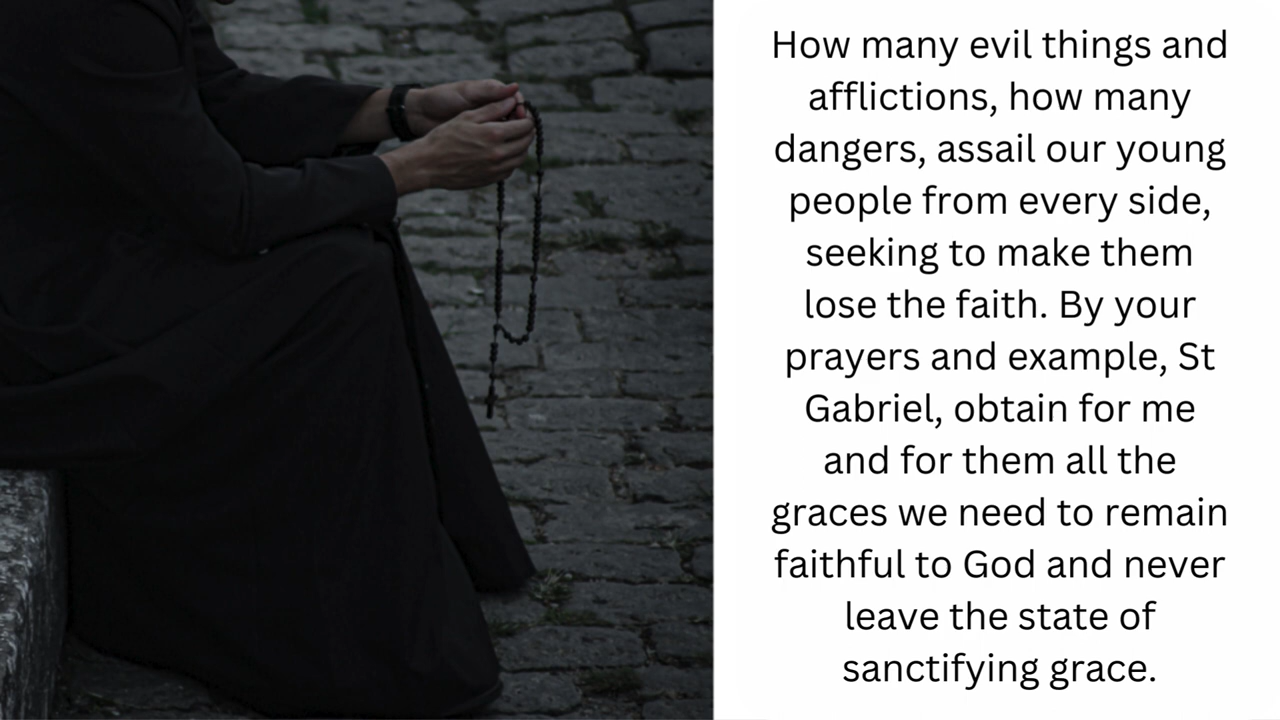 How many evil things and
afflictions, how many
dangers, assail our young
people from every side,
seeking to make them
lose the faith. By your
prayers and example, St
Gabriel, obtain for me
and for them all the
graces we need to remain
faithful to God and never
leave the state of
sanctifying grace.